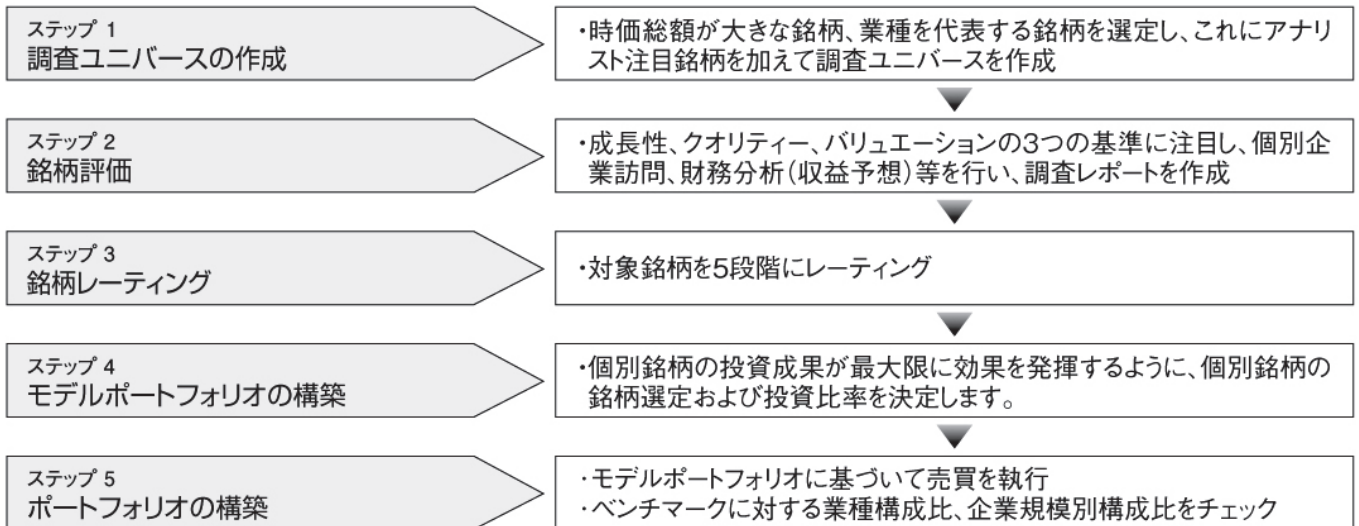 ステップ 1
調査ユニバースの作成
・時価総額が大きな銘柄、業種を代表する銘柄を選定し、これにアナリ
スト注目銘柄を加えて調査ユニバースを作成
ステップ 2
銘柄評価
・成長性、クオリティー、バリュエーションの3つの基準に注目し、個別企
業訪問、財務分析(収益予想)等を行い、調査レポートを作成
ステップ 3
銘柄レーティング
・対象銘柄を5段階にレーティング
ステップ 4
モデルポートフォリオの構築
・個別銘柄の投資成果が最大限に効果を発揮するように、個別銘柄の
銘柄選定および投資比率を決定します。
ステップ 5
ポートフォリオの構築
・モデルポートフォリオに基づいて売買を執行
・ベンチマークに対する業種構成比、企業規模別構成比をチェック